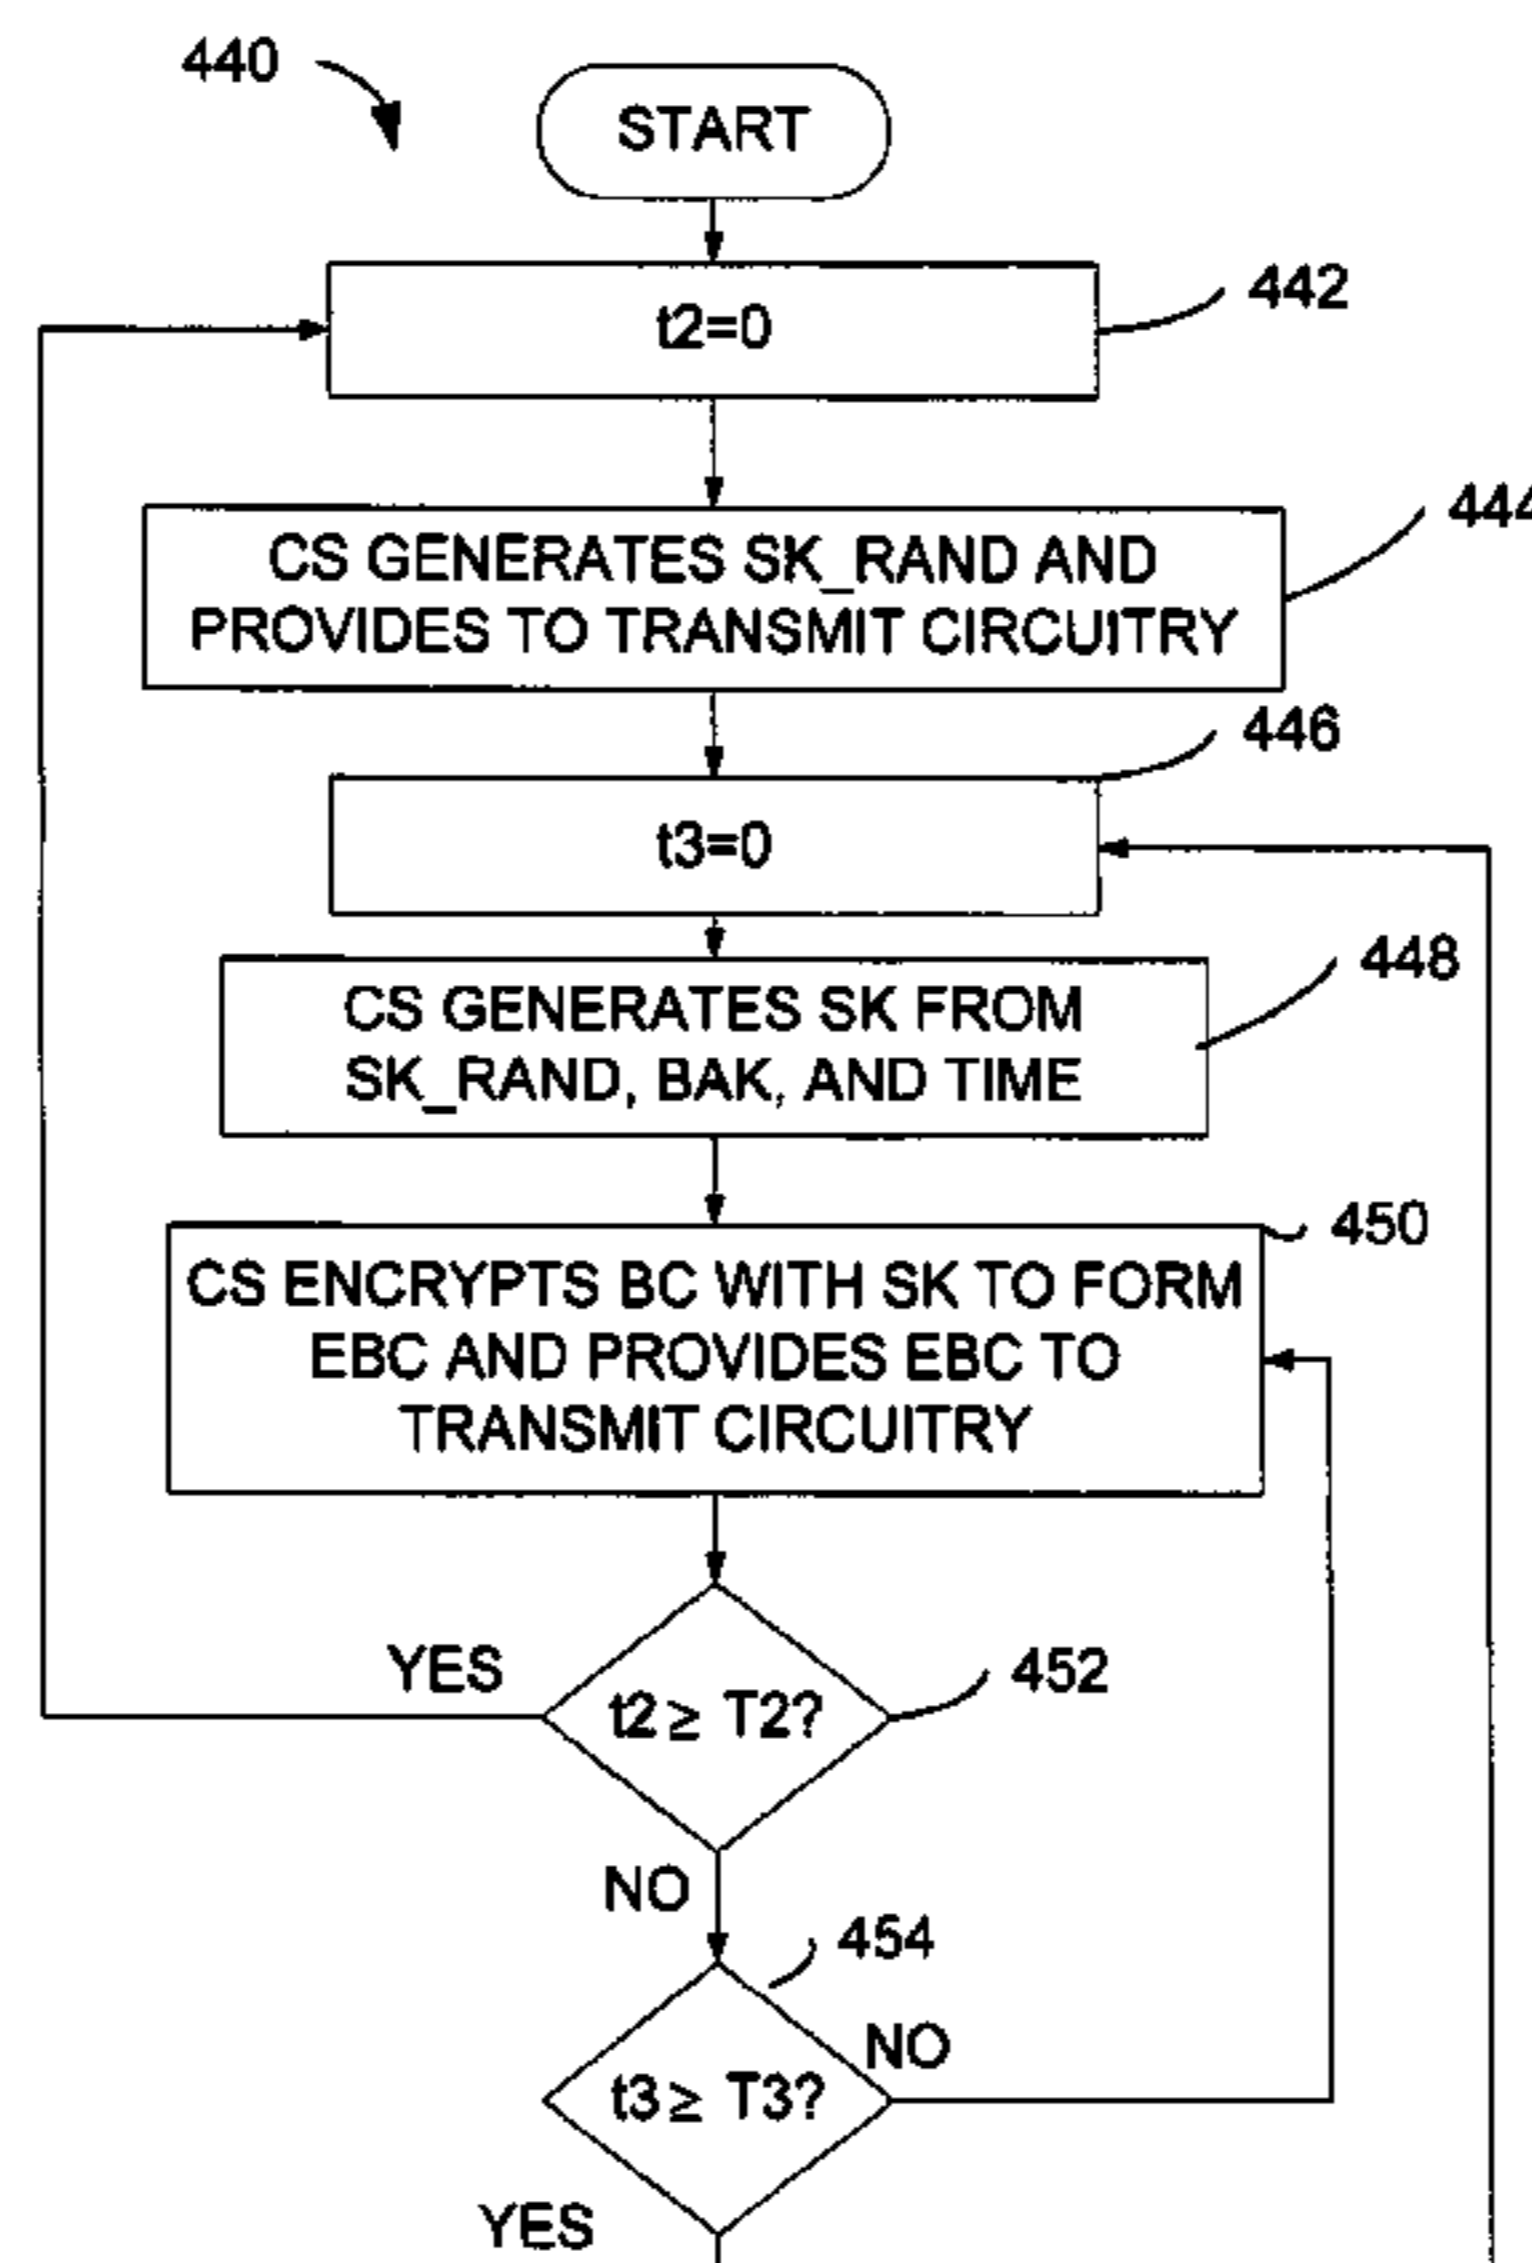 440
START
t2=0
442
444
CS GENERATES SK_RAND AND
PROVIDES TO TRANSMIT CIRCUITRY
446
t3=0
448
CS GENERATES SK FROM
SK_RAND, BAK, AND TIME
450
CS ENCRYPTS BC WITH SK TO FORM
EBC AND PROVIDES EBC TO
TRANSMIT CIRCUITRY
YES
t2≥ T2?
452
NO
454
NO
t3≥ T3?
YES